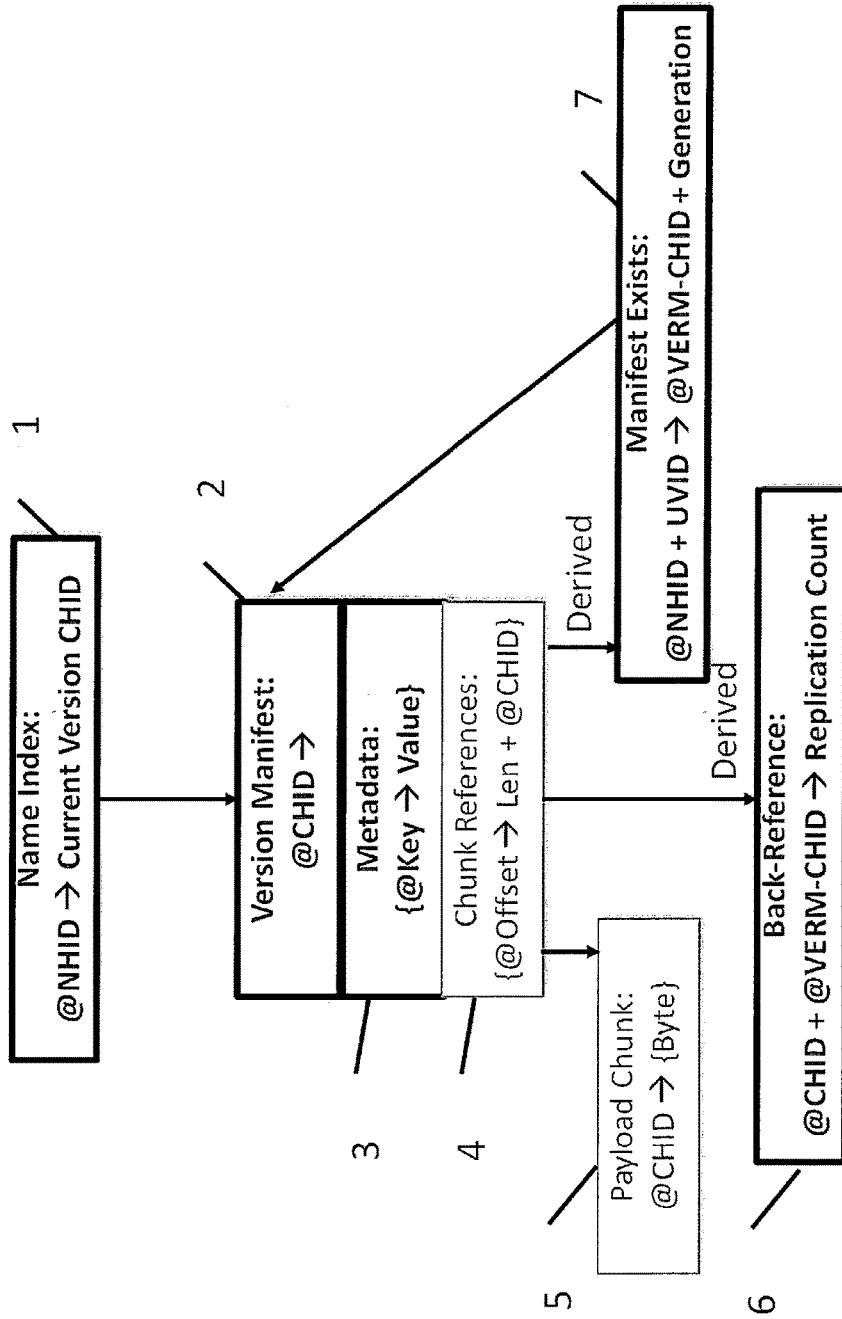 1
Name Index:
@NHID → Current Version CHID
2
Version Manifest:
@CHID →
3
Metadata:
{@Key → Value}
4
Chunk References:
{@Offset → Len + @CHID}
Derived
7
Manifest Exists:
@NHID + UVID → @VERM-CHID + Generation
5
Payload Chunk:
@CHID → {Byte}
Derived
6
Back-Reference:
@CHID + @VERM-CHID → Replication Count